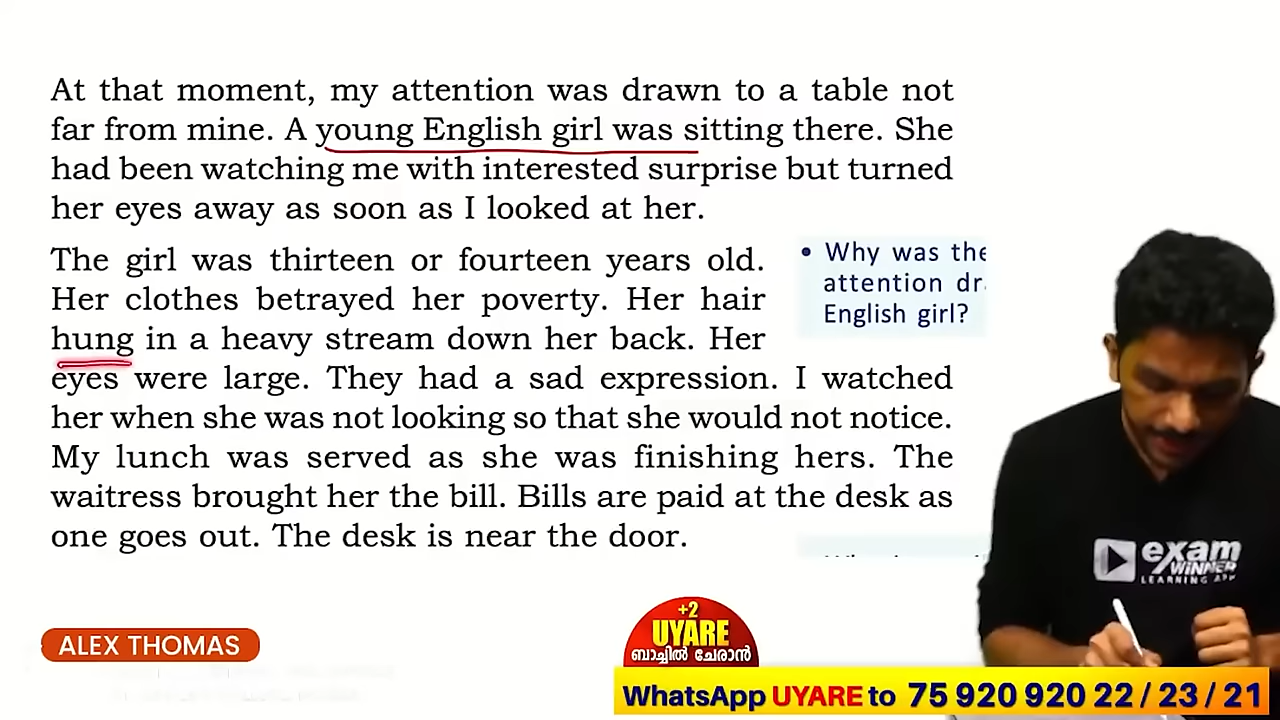 At that moment, my attention was drawn to a table not
far from mine. A young English girl was sitting there. She
had been watching me with interested surprise but turned
her eyes away as soon as I looked at her.
The girl was thirteen or fourteen years old.
Her clothes betrayed her poverty. Her hair
hung in a heavy stream down her back. Her
eyes were large. They had a sad expression. I watched
her when she was not looking so that she would not notice.
My lunch was served as she was finishing hers. The
waitress brought her the bill. Bills are paid at the desk as
one goes out. The desk is near the door.
• Why was the
attention dr
English girl?
exam
WINNER
LEARNING APP
ALEX THOMAS
+2
UYARE
ബാച്ചിൽ ചേരാൻ
WhatsApp UYARE to 75 920 920 22 / 23 / 21